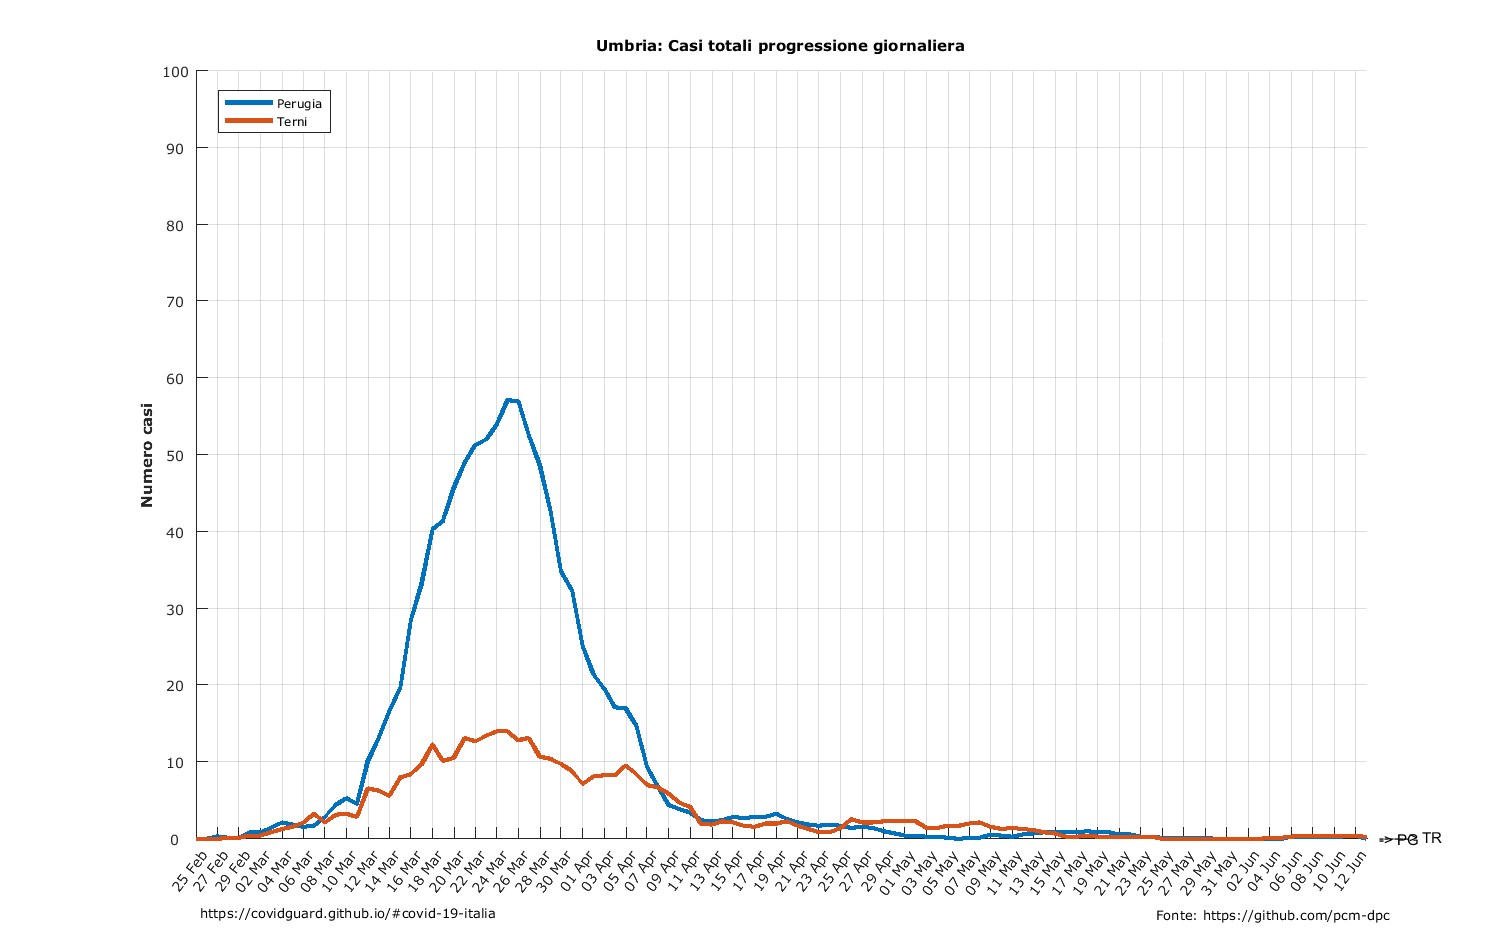 Umbria: Casi totali progressione giornaliera
Perugia
Terni
Numero casi
100
90
80
70
60
50
40
30
20
10
0
25 Feb
27 Feb
29 Feb
02 Mar
04 Mar
06 Mar
08 Mar
10 Mar
12 Mar
14 Mar
16 Mar
18 Mar
20 Mar
22 Mar
24 Mar
26 Mar
28 Mar
30 Mar
01 Apr
03 Apr
05 Apr
07 Apr
09 Apr
11 Apr
13 Apr
15 Apr
17 Apr
19 Apr
21 Apr
23 Apr
25 Apr
27 Apr
29 Apr
01 May
03 May
05 May
07 May
09 May
11 May
13 May
15 May
17 May
19 May
21 May
23 May
25 May
27 May
29 May
31 May
02 Jun
04 Jun
06 Jun
08 Jun
10 Jun
12 Jun
PG
TR
https://covidguard.github.io/#covid-19-italia
Fonte: https://github.com/pcm-dpc